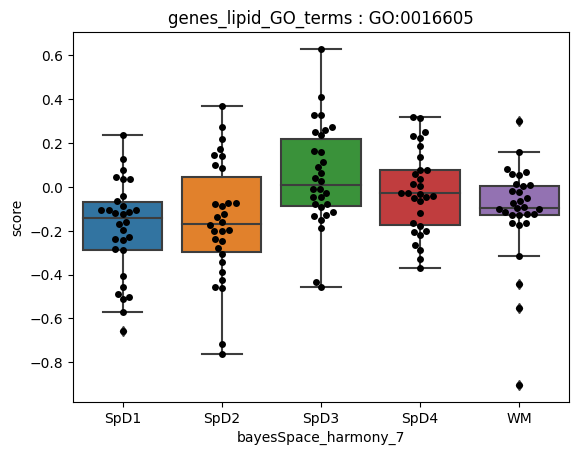 genes_lipid_GO_terms : GO:0016605
score
0.6
0.4
0.2
0.0
−0.2
−0.4
−0.6
−0.8
SpD1 SpD2 SpD3 SpD4 WM
bayesSpace_harmony_7